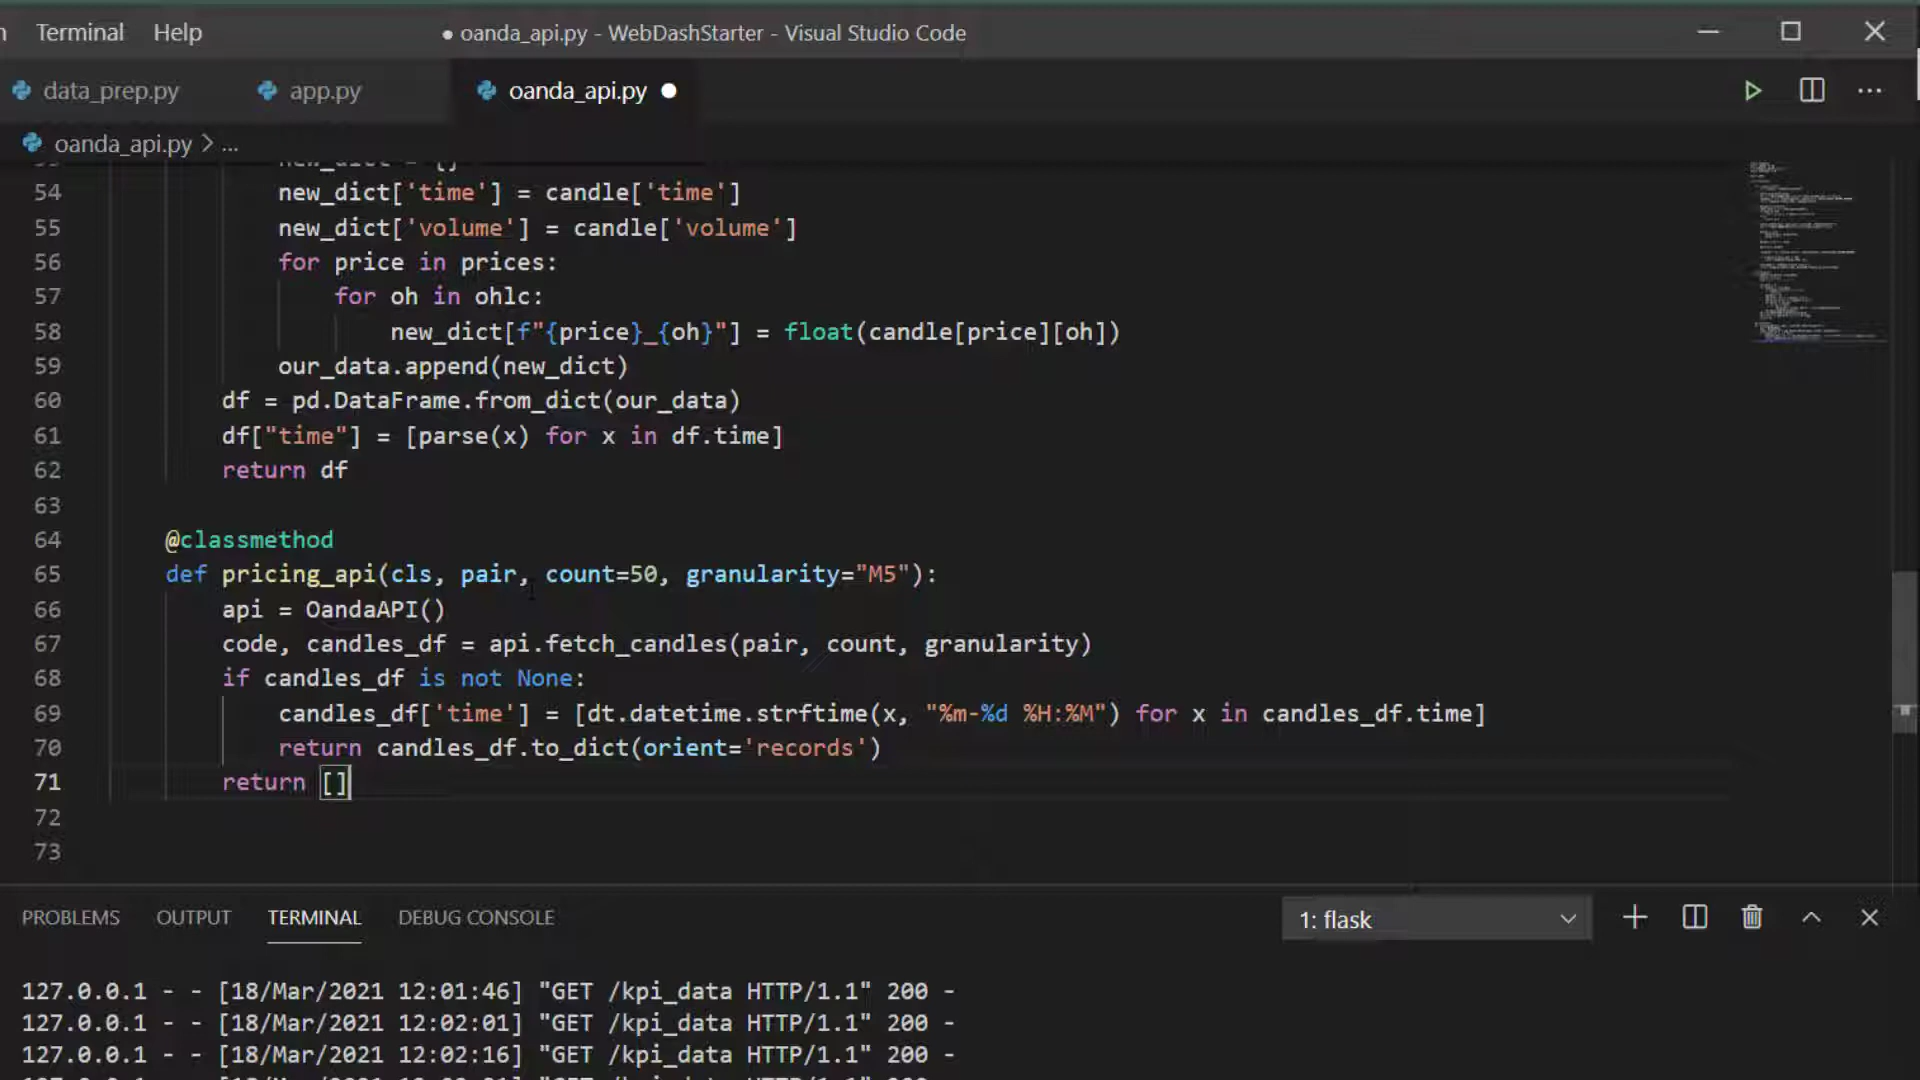 Terminal Help ● oanda_api.py - WebDashStarter - Visual Studio Code
data_prep.py app.py oanda_api.py
oanda_api.py > ...
54 new_dict['time'] = candle['time']
55 new_dict['volume'] = candle['volume']
56 for price in prices:
57 for oh in ohlc:
58 new_dict[f"{price}_{oh}"] = float(candle[price][oh])
59 our_data.append(new_dict)
60 df = pd.DataFrame.from_dict(our_data)
61 df["time"] = [parse(x) for x in df.time]
62 return df
63
64 @classmethod
65 def pricing_api(cls, pair, count=50, granularity="M5"):
66 api = OandaAPI()
67 code, candles_df = api.fetch_candles(pair, count, granularity)
68 if candles_df is not None:
69 candles_df['time'] = [dt.datetime.strftime(x, "%m-%d %H:%M") for x in candles_df.time]
70 return candles_df.to_dict(orient='records')
71 return []
72
73
PROBLEMS OUTPUT TERMINAL DEBUG CONSOLE 1: flask
127.0.0.1 - - [18/Mar/2021 12:01:46] "GET /kpi_data HTTP/1.1" 200 -
127.0.0.1 - - [18/Mar/2021 12:02:01] "GET /kpi_data HTTP/1.1" 200 -
127.0.0.1 - - [18/Mar/2021 12:02:16] "GET /kpi_data HTTP/1.1" 200 -